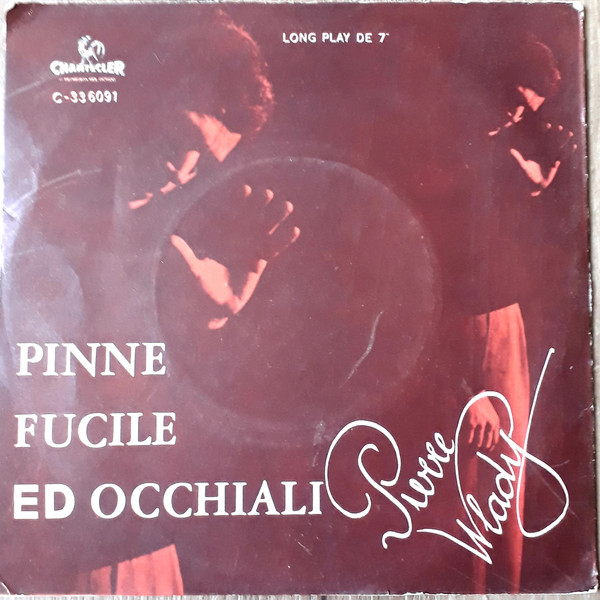 LONG PLAY DE 7"
CHANTECLER
C-336091
PINNE
FUCILE
ED OCCHIALI
Pierre
Wlady